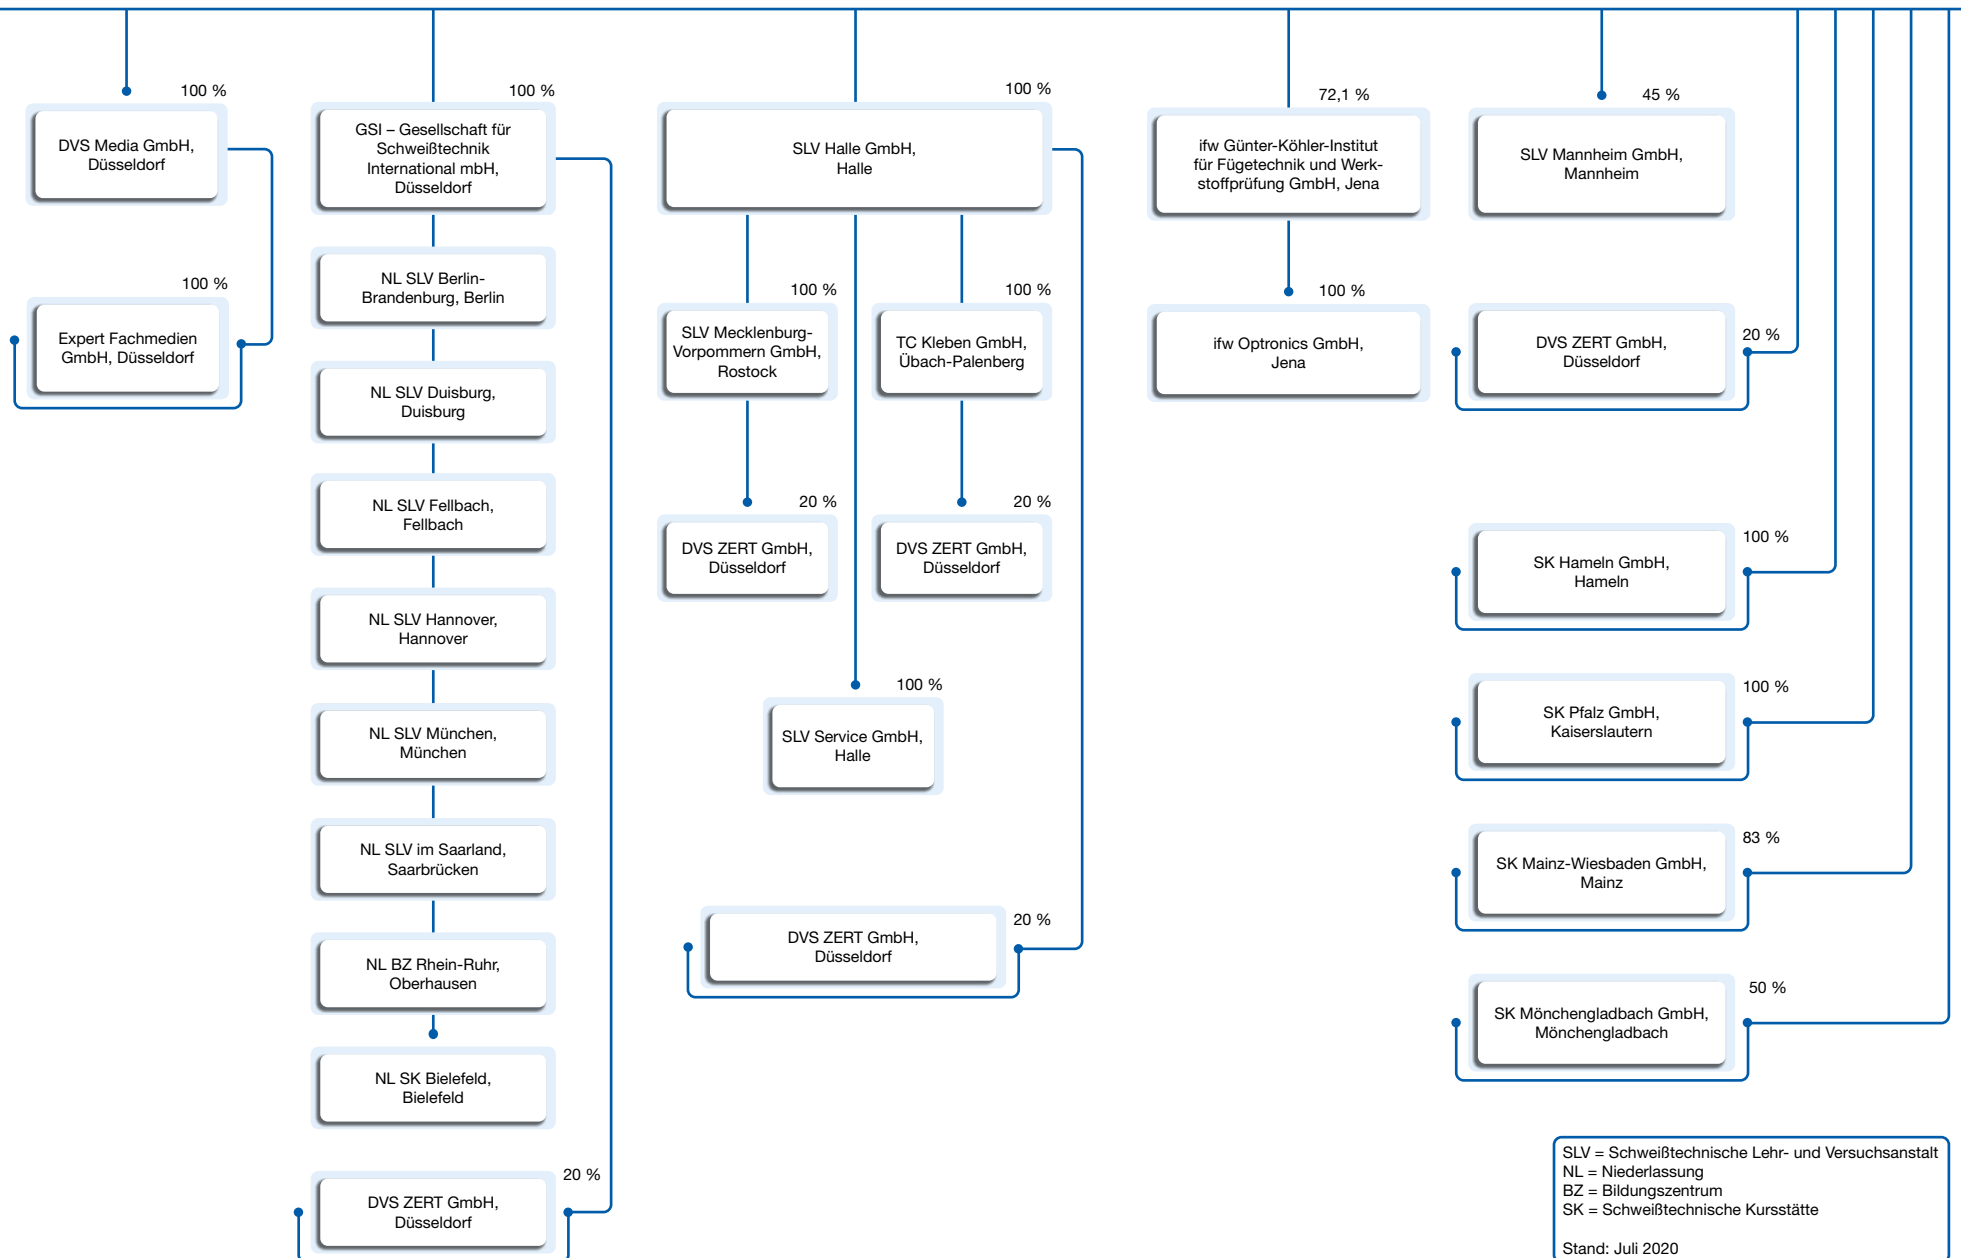 100 %
DVS Media GmbH,
Düsseldorf
100 %
Expert Fachmedien
GmbH, Düsseldorf
100 %
GSI – Gesellschaft für
Schweißtechnik
International mbH,
Düsseldorf
NL SLV Berlin-
Brandenburg, Berlin
NL SLV Duisburg,
Duisburg
NL SLV Fellbach,
Fellbach
NL SLV Hannover,
Hannover
NL SLV München,
München
NL SLV im Saarland,
Saarbrücken
NL BZ Rhein-Ruhr,
Oberhausen
NL SK Bielefeld,
Bielefeld
20 %
DVS ZERT GmbH,
Düsseldorf
100 %
SLV Halle GmbH,
Halle
100 %
SLV Mecklenburg-
Vorpommern GmbH,
Rostock
20 %
DVS ZERT GmbH,
Düsseldorf
100 %
TC Kleben GmbH,
Übach-Palenberg
20 %
DVS ZERT GmbH,
Düsseldorf
100 %
SLV Service GmbH,
Halle
20 %
DVS ZERT GmbH,
Düsseldorf
72,1 %
ifw Günter-Köhler-Institut
für Fügetechnik und Werk-
stoffprüfung GmbH, Jena
100 %
ifw Optronics GmbH,
Jena
45 %
SLV Mannheim GmbH,
Mannheim
20 %
DVS ZERT GmbH,
Düsseldorf
100 %
SK Hameln GmbH,
Hameln
100 %
SK Pfalz GmbH,
Kaiserslautern
83 %
SK Mainz-Wiesbaden GmbH,
Mainz
50 %
SK Mönchengladbach GmbH,
Mönchengladbach
SLV = Schweißtechnische Lehr- und Versuchsanstalt
NL = Niederlassung
BZ = Bildungszentrum
SK = Schweißtechnische Kursstätte
Stand: Juli 2020